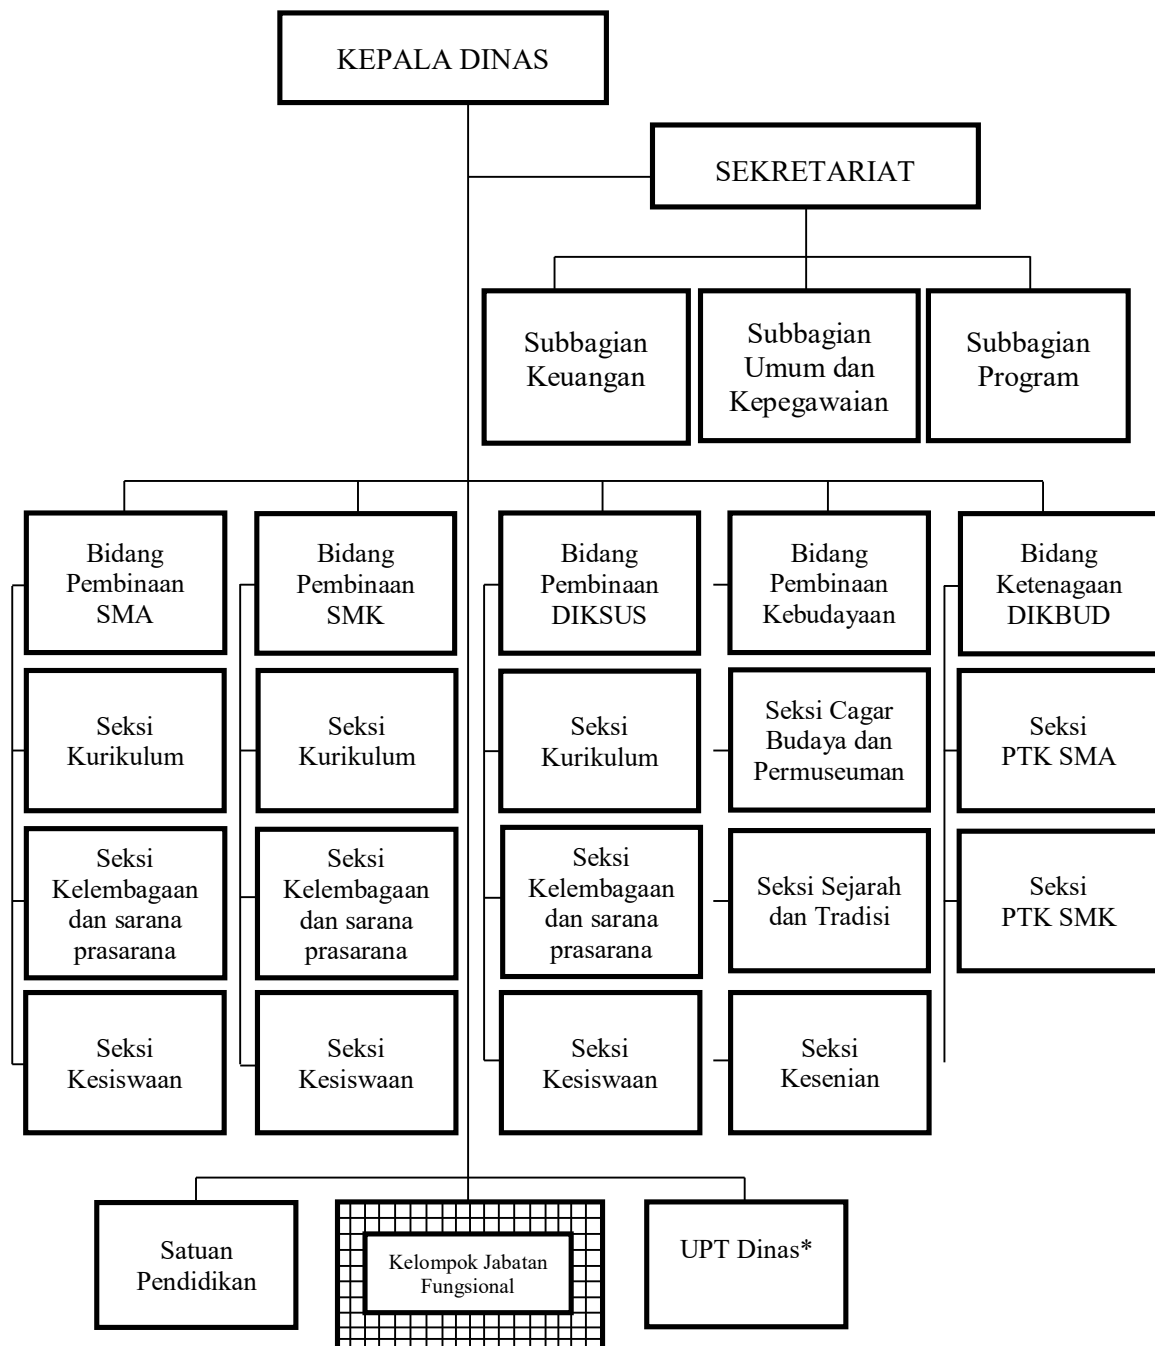 KEPALA DINAS
SEKRETARIAT
Subbagian
Keuangan
Subbagian
Umum dan
Kepegawaian
Subbagian
Program
Bidang
Pembinaan
SMA
Bidang
Pembinaan
SMK
Bidang
Pembinaan
DIKSUS
Bidang
Pembinaan
Kebudayaan
Bidang
Ketenagaan
DIKBUD
Seksi
Kurikulum
Seksi
Kurikulum
Seksi
Kurikulum
Seksi Cagar
Budaya dan
Permuseuman
Seksi
PTK SMA
Seksi
Kelembagaan
dan sarana
prasarana
Seksi
Kelembagaan
dan sarana
prasarana
Seksi
Kelembagaan
dan sarana
prasarana
Seksi Sejarah
dan Tradisi
Seksi
PTK SMK
Seksi
Kesiswaan
Seksi
Kesiswaan
Seksi
Kesiswaan
Seksi
Kesenian
Satuan
Pendidikan
Kelompok Jabatan
Fungsional
UPT Dinas*